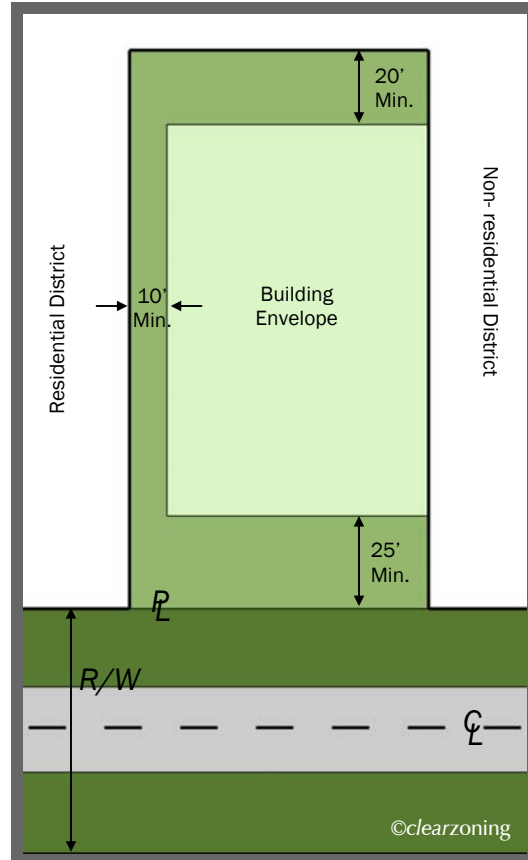 20’
Min.
Residential District
10’
Min.
Building
Envelope
Non- residential District
25’
Min.
PL
R/W
CL
©clearzoning